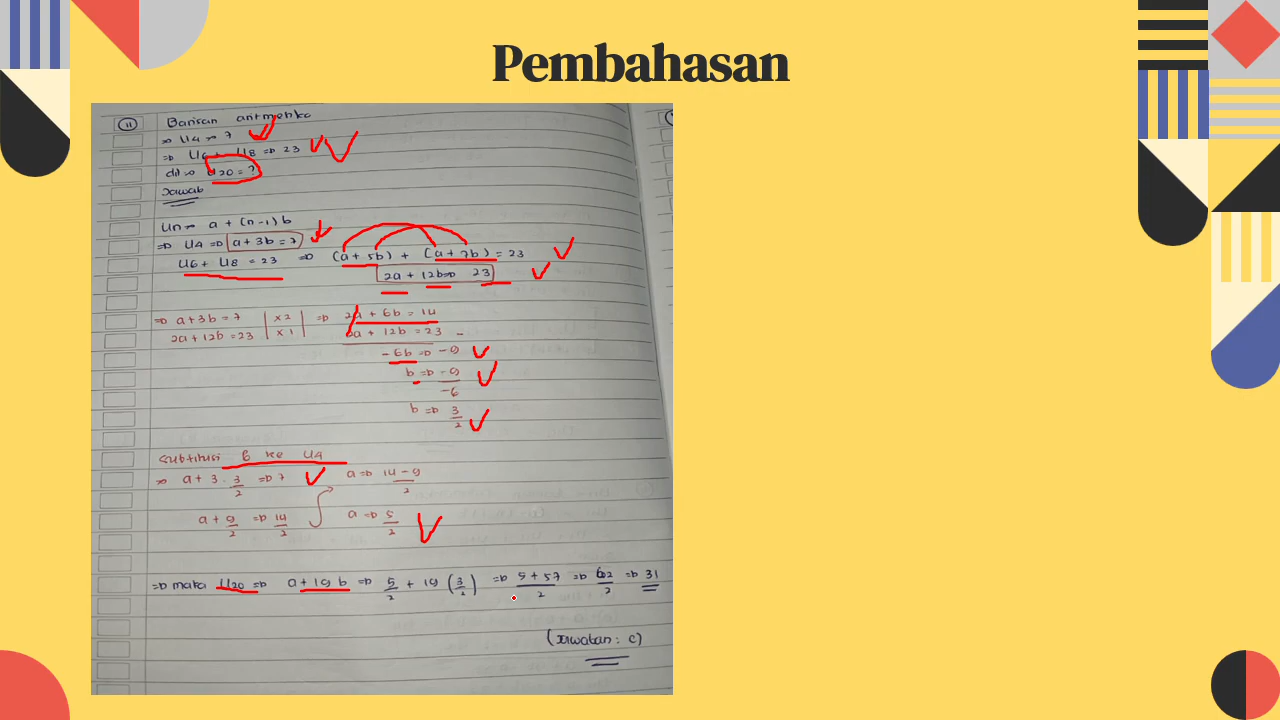 Pembahasan
11 Barisan aritmetika
=> U4 => 7
=> U6 + U8 => 23
dit => U20 = ?
Jawab
Un => a + (n-1) b
=> U4 => a + 3b = 7
U6 + U8 = 23 => (a + 5b) + (a + 7b) = 23
2a + 12b => 23
=> a + 3b = 7 | x 2 | => 2a + 6b = 14
2a + 12b = 23 | x 1 | 2a + 12b = 23 -
- 6b => -9
b => -9/-6
b => 3/2
Subtitusi b ke U4
=> a + 3 . 3/2 => 7 a => 14 - 9/2
a + 9/2 => 14/2 a => 5/2
=> maka U20 => a + 19 b => 5/2 + 19 (3/2) => 5 + 57/2 => 62/2 => 31
(Jawaban : C)